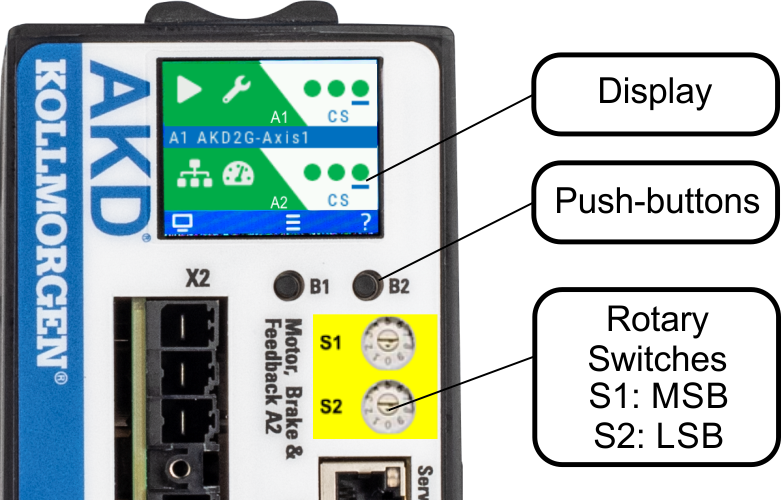 KOLLMORGEN®
AKD®
A1
CS
A1 AKD2G-Axis1
A2
CS
?
X2
B1
B2
Motor, Brake &
Feedback A2
S1
S2
Serv
Display
Push-buttons
Rotary
Switches
S1: MSB
S2: LSB